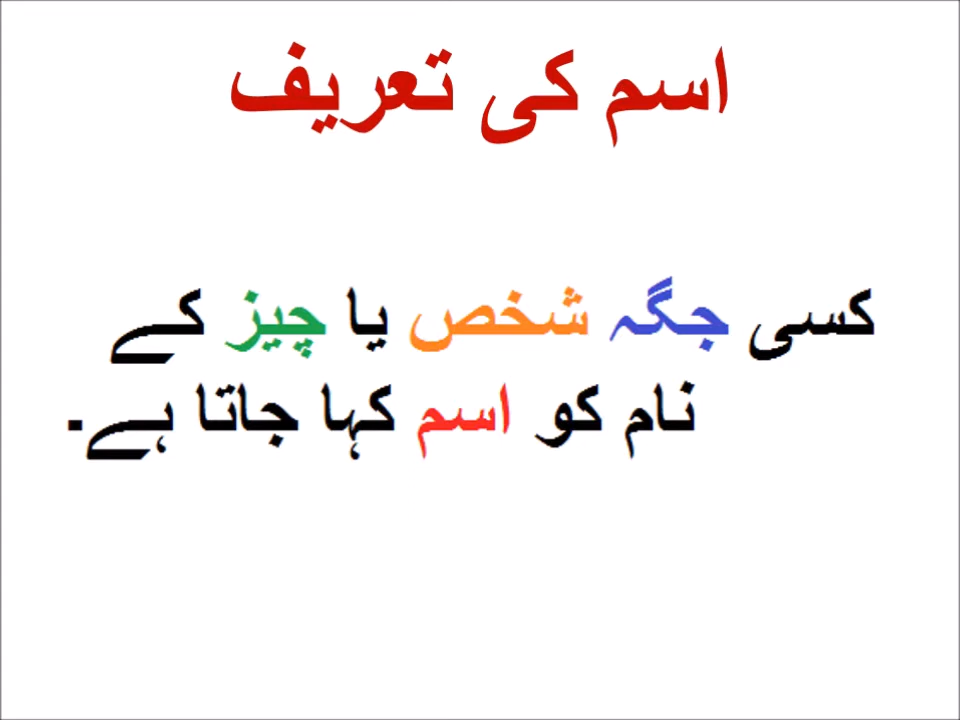 اسم کی تعریف
کسی جگہ شخص یا چیز کے
نام کو اسم کہا جاتا ہے.